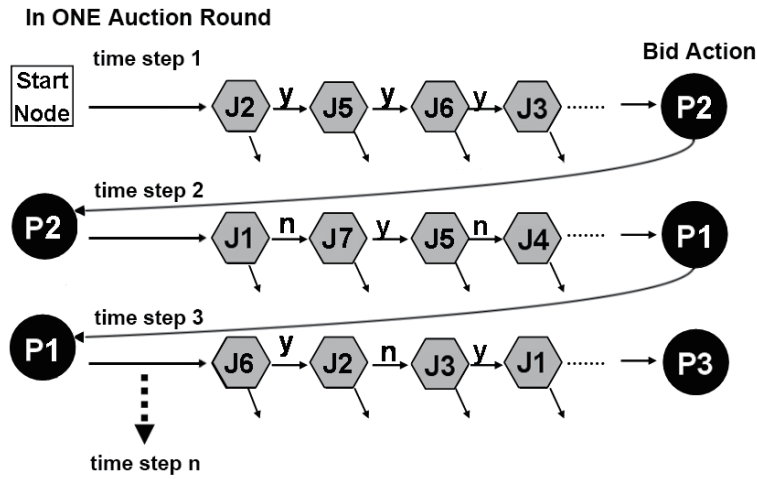 In ONE Auction Round
time step 1
Bid Action
Start
Node
J2 y J5 y J6 y J3 ....... P2
time step 2
P2 J1 n J7 y J5 n J4 ....... P1
time step 3
P1 J6 y J2 n J3 y J1 ....... P3
time step n